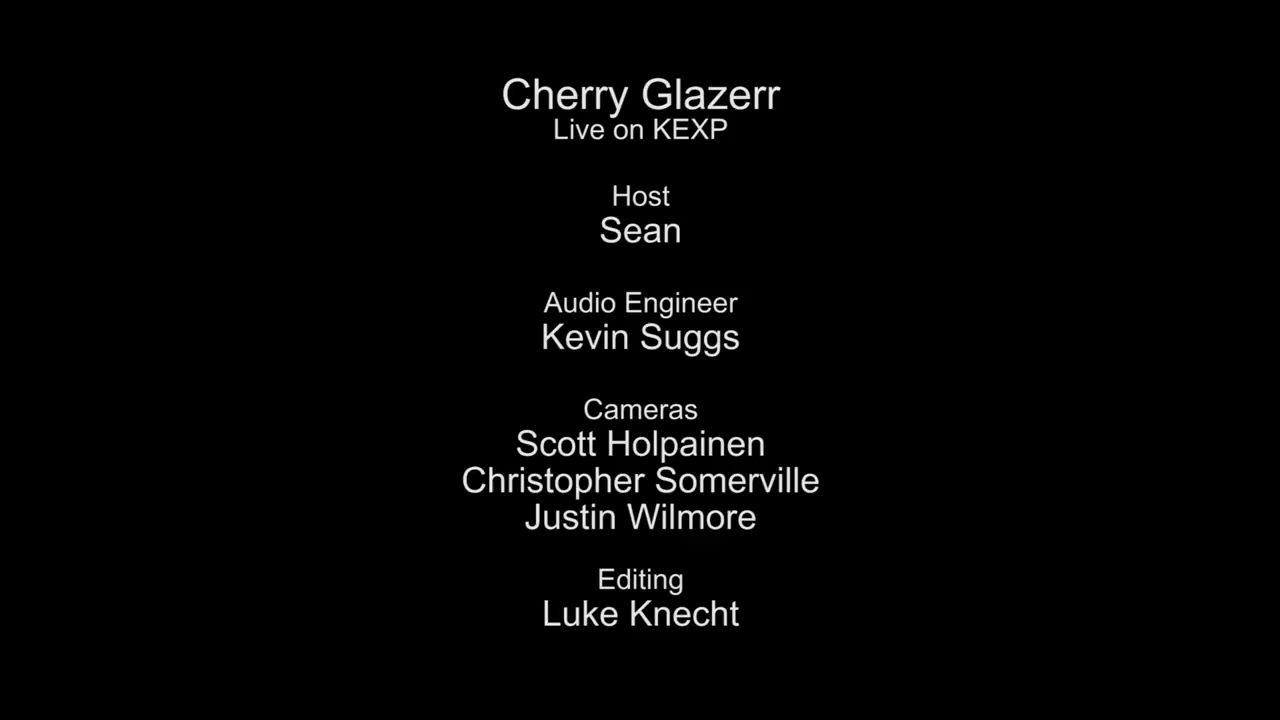 Cherry Glazerr
Live on KEXP
Host
Sean
Audio Engineer
Kevin Suggs
Cameras
Scott Holpainen
Christopher Somerville
Justin Wilmore
Editing
Luke Knecht